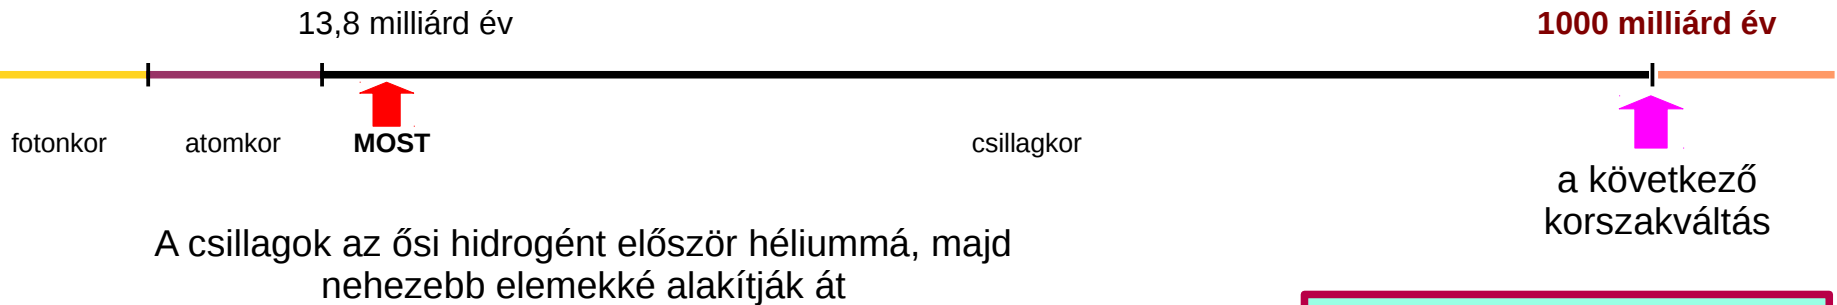 13,8 milliárd év
1000 milliárd év
fotonkor
atomkor
MOST
csillagkor
a következő
korszakváltás
A csillagok az ősi hidrogént először héliummá, majd
nehezebb elemekké alakítják át